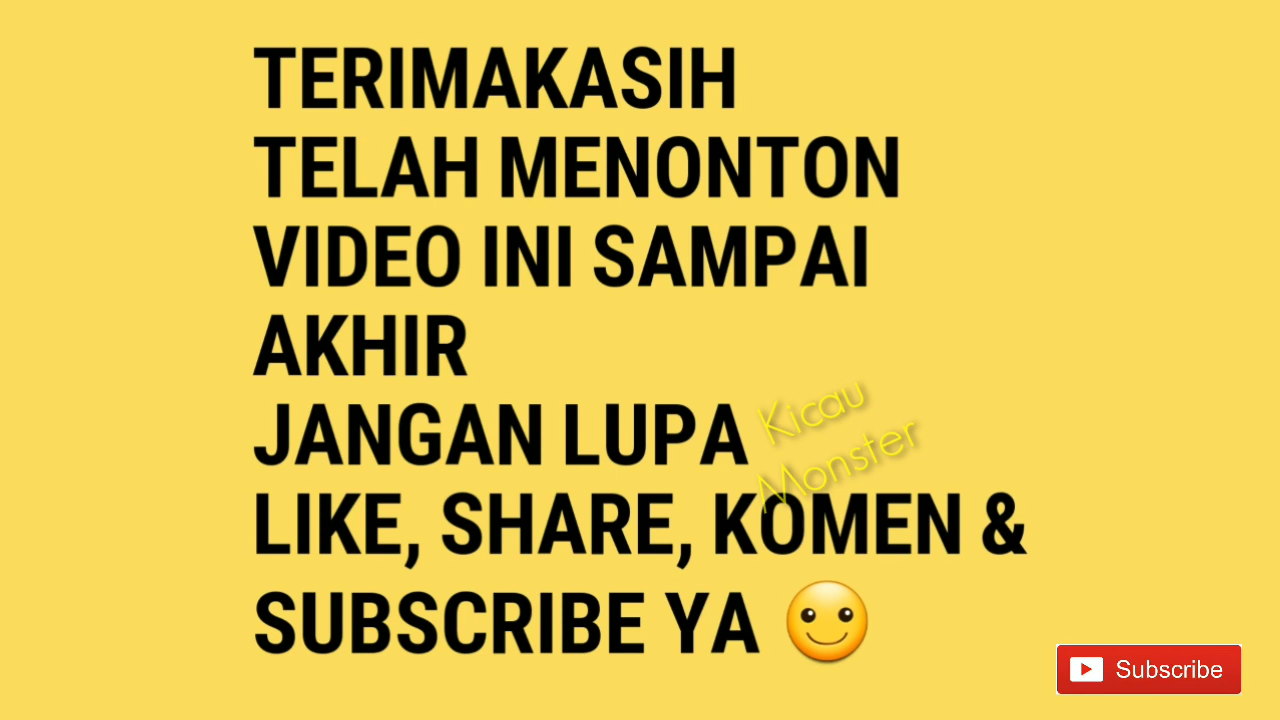 TERIMAKASIH
TELAH MENONTON
VIDEO INI SAMPAI
AKHIR
JANGAN LUPA
LIKE, SHARE, KOMEN &
SUBSCRIBE YA 🙂
Kicau
Monster
Subscribe